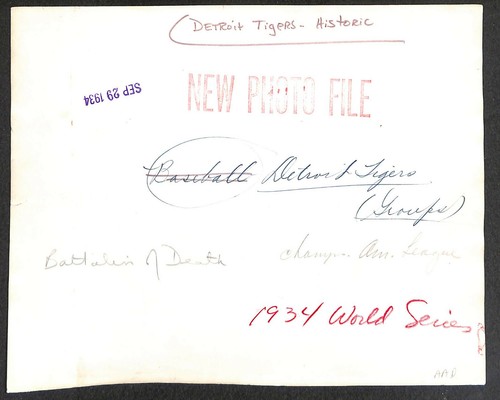 Detroit Tigers - Historic
SEP 29 1934
NEW PHOTO FILE
Baseball Detroit Tigers
(Groups)
Battalion of Death
Champs. Am. League
1934 World Series